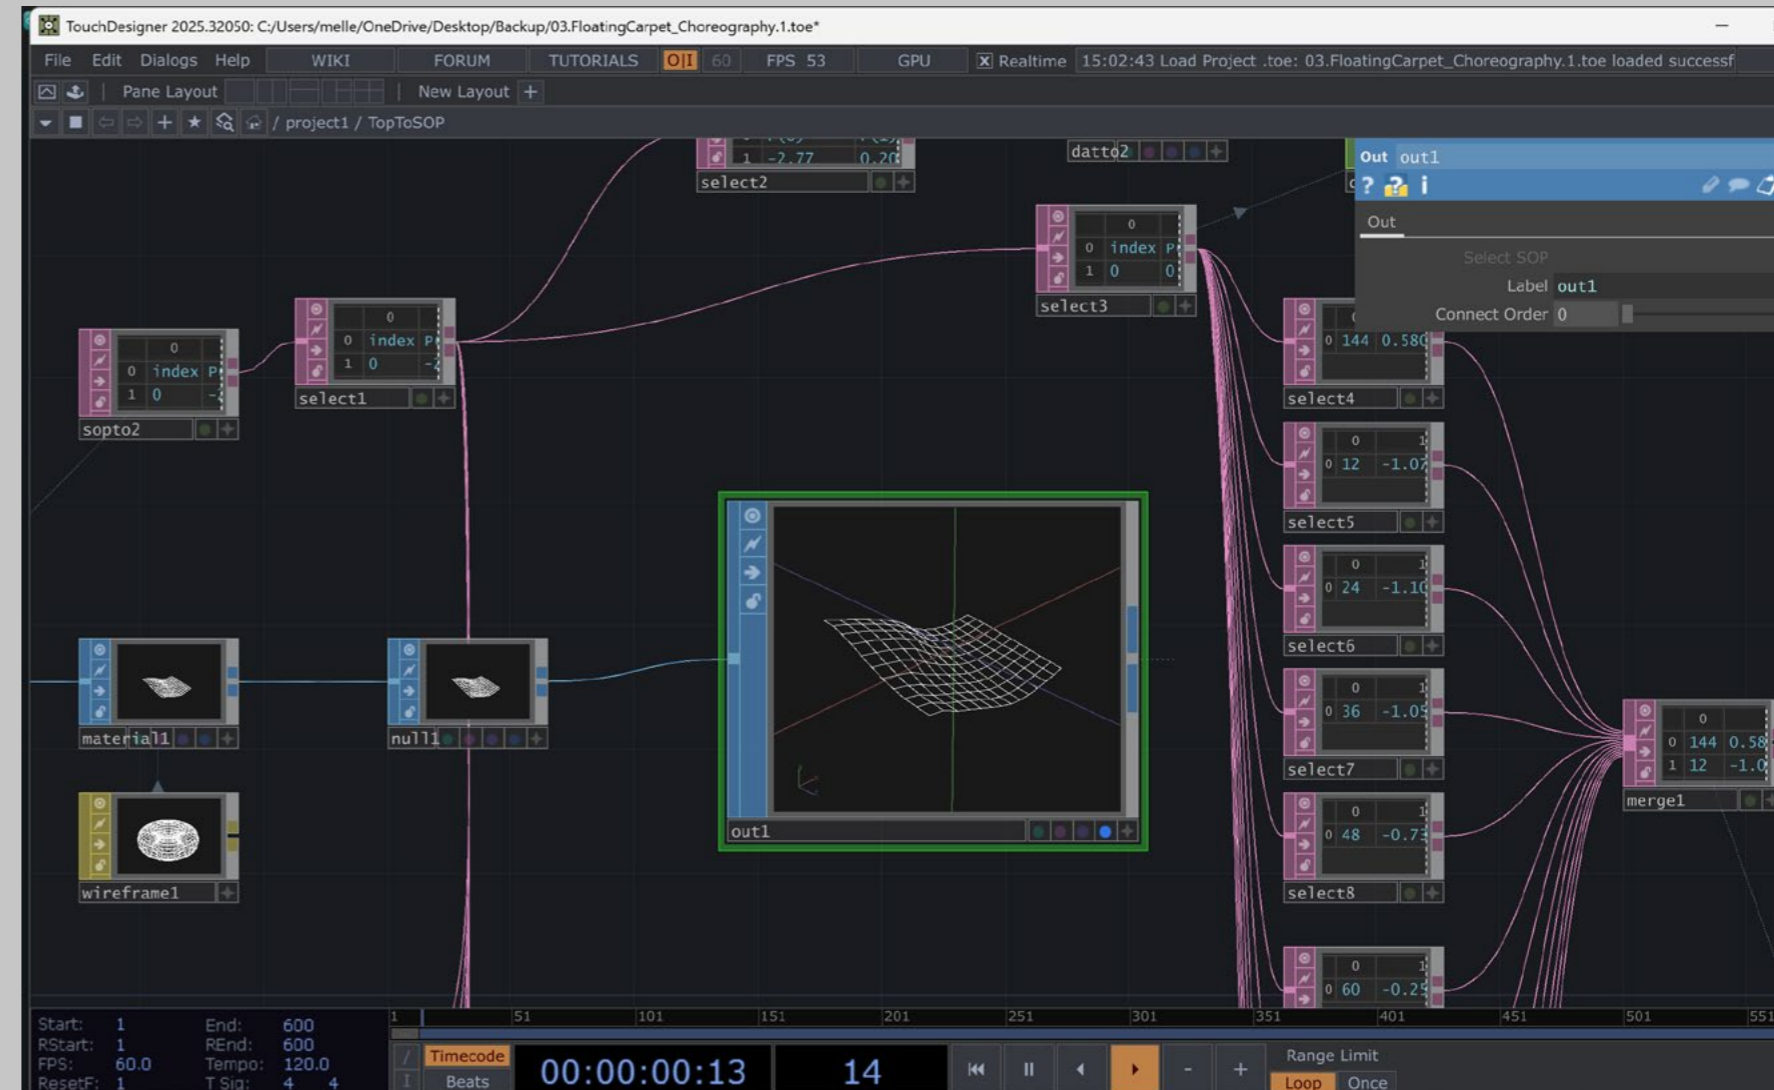 TouchDesigner 2025.32050: C:/Users/melle/OneDrive/Desktop/Backup/03.FloatingCarpet_Choreography.1.toe*
File Edit Dialogs Help WIKI FORUM TUTORIALS O|I 60 FPS 53 GPU X Realtime 15:02:43 Load Project .toe: 03.FloatingCarpet_Choreography.1.toe loaded successf
Pane Layout New Layout +
/ project1 / TopToSOP
1 -2.77 0.20
select2
datto2
Out out1
? ? i
Out
Select SOP
Label out1
Connect Order 0
0
0 index P
1 0 0
select3
0
0 index P
1 0
select1
0
0 index P
1 0
sopto2
0 144 0.580
select4
0 1
0 12 -1.07
select5
0 1
0 24 -1.10
select6
0 1
0 36 -1.05
select7
0 1
0 48 -0.73
select8
0 1
0 60 -0.25
0
0 144 0.58
1 12 -1.0
merge1
material1
null1
out1
wireframe1
1 51 101 151 201 251 301 351 401 451 501 551
Start: 1 End: 600
RStart: 1 REnd: 600
FPS: 60.0 Tempo: 120.0
ResetF: 1 T Sig: 4 4
Timecode
Beats
00:00:00:13
14
- +
Range Limit
Loop Once